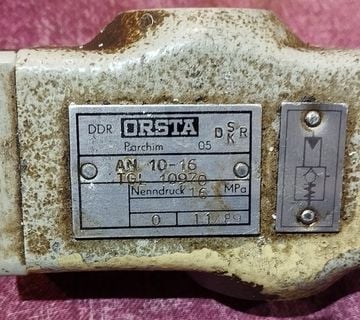 DDR ORSTA DSKR
Parchim 05
AN 10-16
TGL 10970
Nenndruck 16 MPa
0 11/89